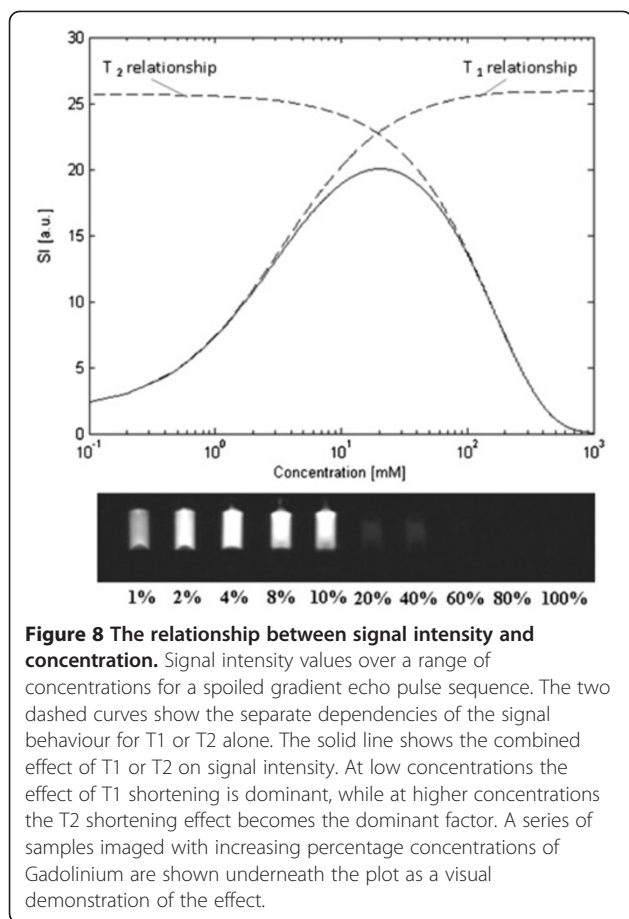 30
T2 relationship T1 relationship
25
20
SI [a.u.]
15
10
5
0
10-1 100 101 102 103
Concentration [mM]
1% 2% 4% 8% 10% 20% 40% 60% 80% 100%
Figure 8 The relationship between signal intensity and
concentration. Signal intensity values over a range of
concentrations for a spoiled gradient echo pulse sequence. The two
dashed curves show the separate dependencies of the signal
behaviour for T1 or T2 alone. The solid line shows the combined
effect of T1 or T2 on signal intensity. At low concentrations the
effect of T1 shortening is dominant, while at higher concentrations
the T2 shortening effect becomes the dominant factor. A series of
samples imaged with increasing percentage concentrations of
Gadolinium are shown underneath the plot as a visual
demonstration of the effect.